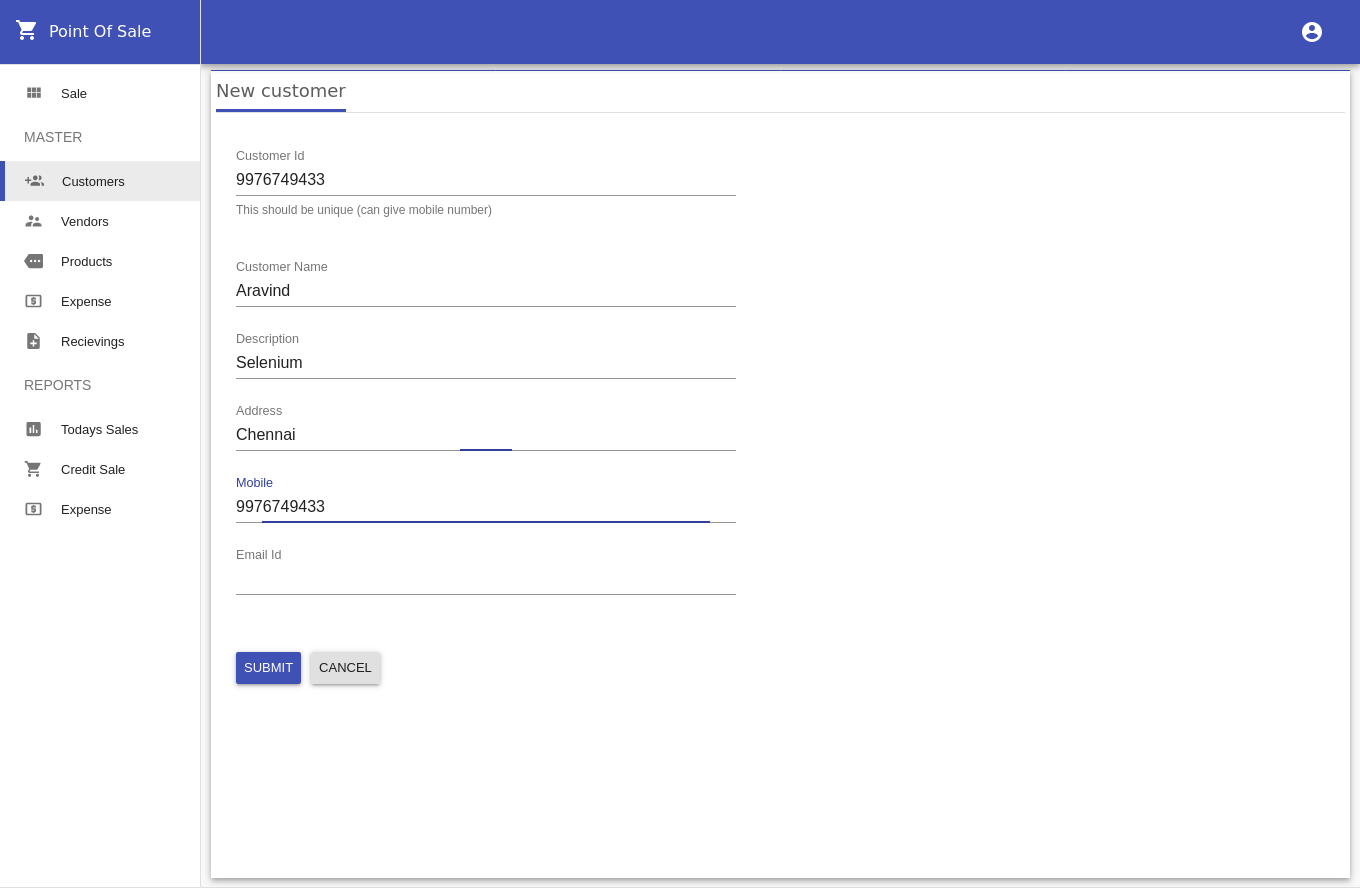 Point Of Sale
Sale
MASTER
Customers
Vendors
Products
Expense
Recievings
REPORTS
Todays Sales
Credit Sale
Expense
New customer
Customer Id
9976749433
This should be unique (can give mobile number)
Customer Name
Aravind
Description
Selenium
Address
Chennai
Mobile
9976749433
Email Id
SUBMIT CANCEL